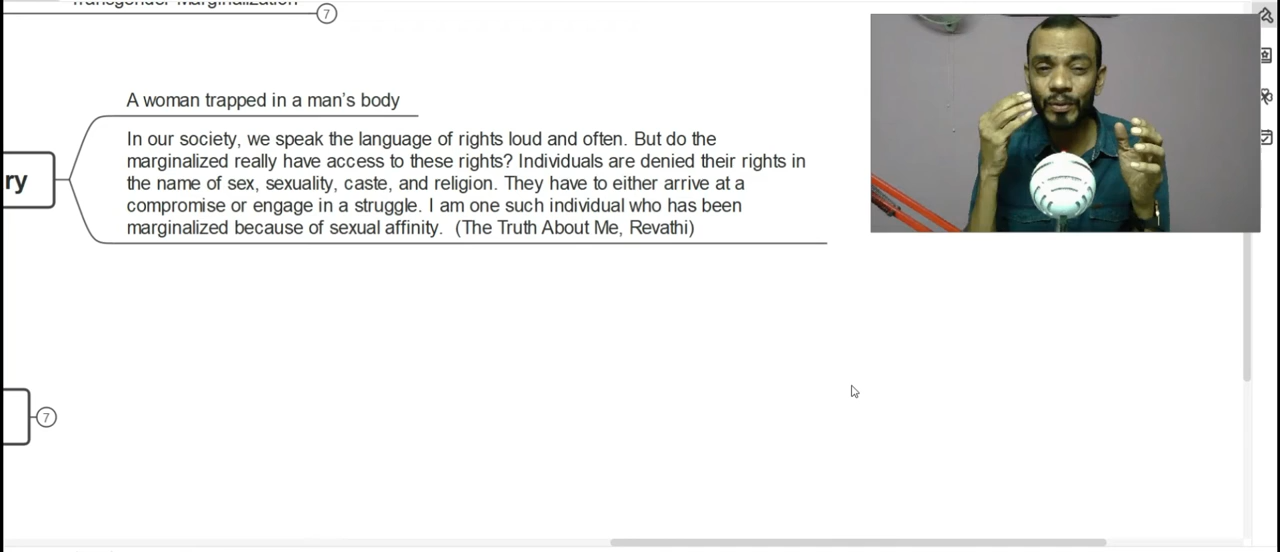 Transgender Marginalization
7
A woman trapped in a man's body
In our society, we speak the language of rights loud and often. But do the
marginalized really have access to these rights? Individuals are denied their rights in
ry
the name of sex, sexuality, caste, and religion. They have to either arrive at a
compromise or engage in a struggle. I am one such individual who has been
marginalized because of sexual affinity.  (The Truth About Me, Revathi)
7